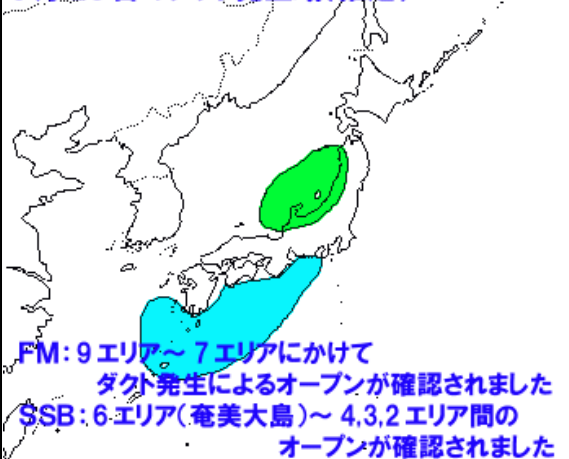 FM：9エリア～7エリアにかけて
ダクト発生によるオープンが確認されました
SSB：6エリア（奄美大島）～4,3,2エリア間の
オープンが確認されました